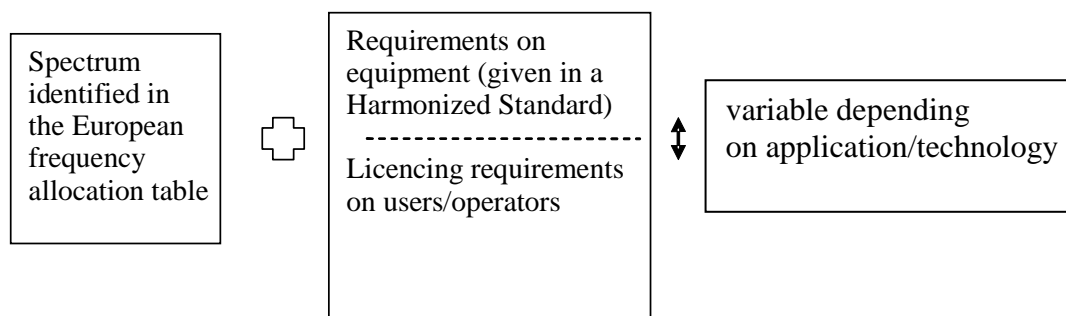 Spectrum
identified in
the European
frequency
allocation table
Requirements on
equipment (given in a
Harmonized Standard)
Licencing requirements
on users/operators
variable depending
on application/technology